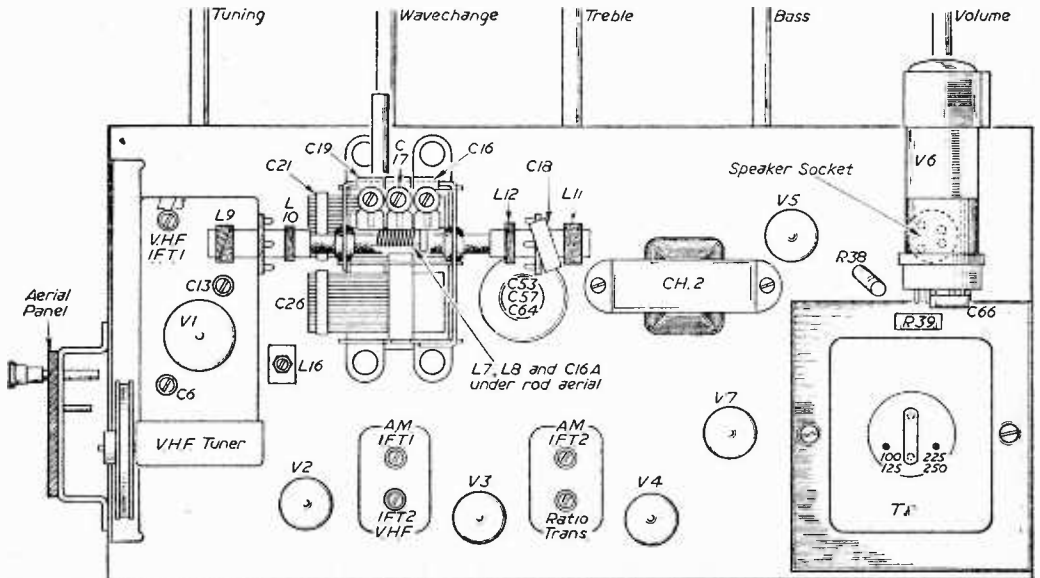 Tuning
Wavechange
Treble
Bass
Volume
C19
C
17
C16
C21
L9
L
10
L12
C18
L11
V5
V6
Speaker Socket
VHF
IFT1
R38
C13
C26
C53
C57
C64
CH.2
Aerial
Panel
V1
C66
R39
L16
L7, L8 and C16A
under rod aerial
C6
VHF Tuner
AM
IFT1
AM
IFT2
V7
100
125
225
250
V2
V3
V4
IFT2
VHF
Ratio
Trans